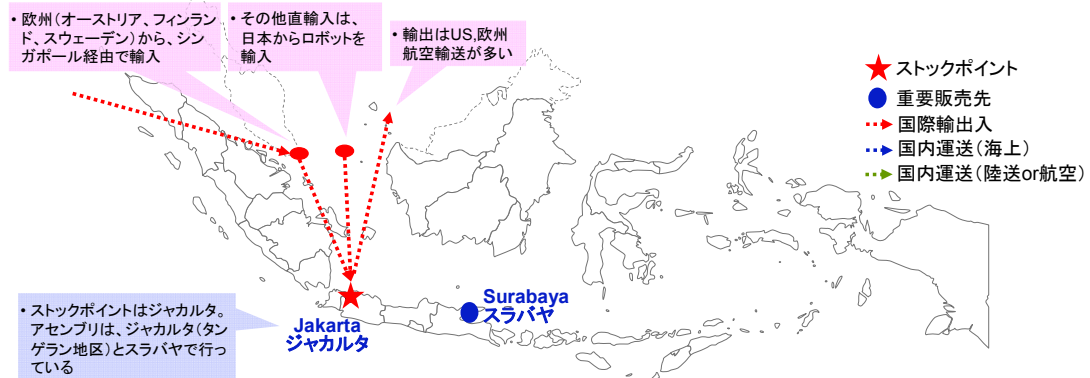 ・欧州(オーストリア、フィンラン
ド、スウェーデン)から、シン
ガポール経由で輸入
・その他直輸入は、
日本からロボットを
輸入
・輸出はUS,欧州
航空輸送が多い
ストックポイント
重要販売先
国際輸出入
国内運送(海上)
国内運送(陸送or航空)
・ストックポイントはジャカルタ。
アセンブリは、ジャカルタ(タン
ゲラン地区)とスラバヤで行っ
ている
Jakarta
ジャカルタ
Surabaya
スラバヤ